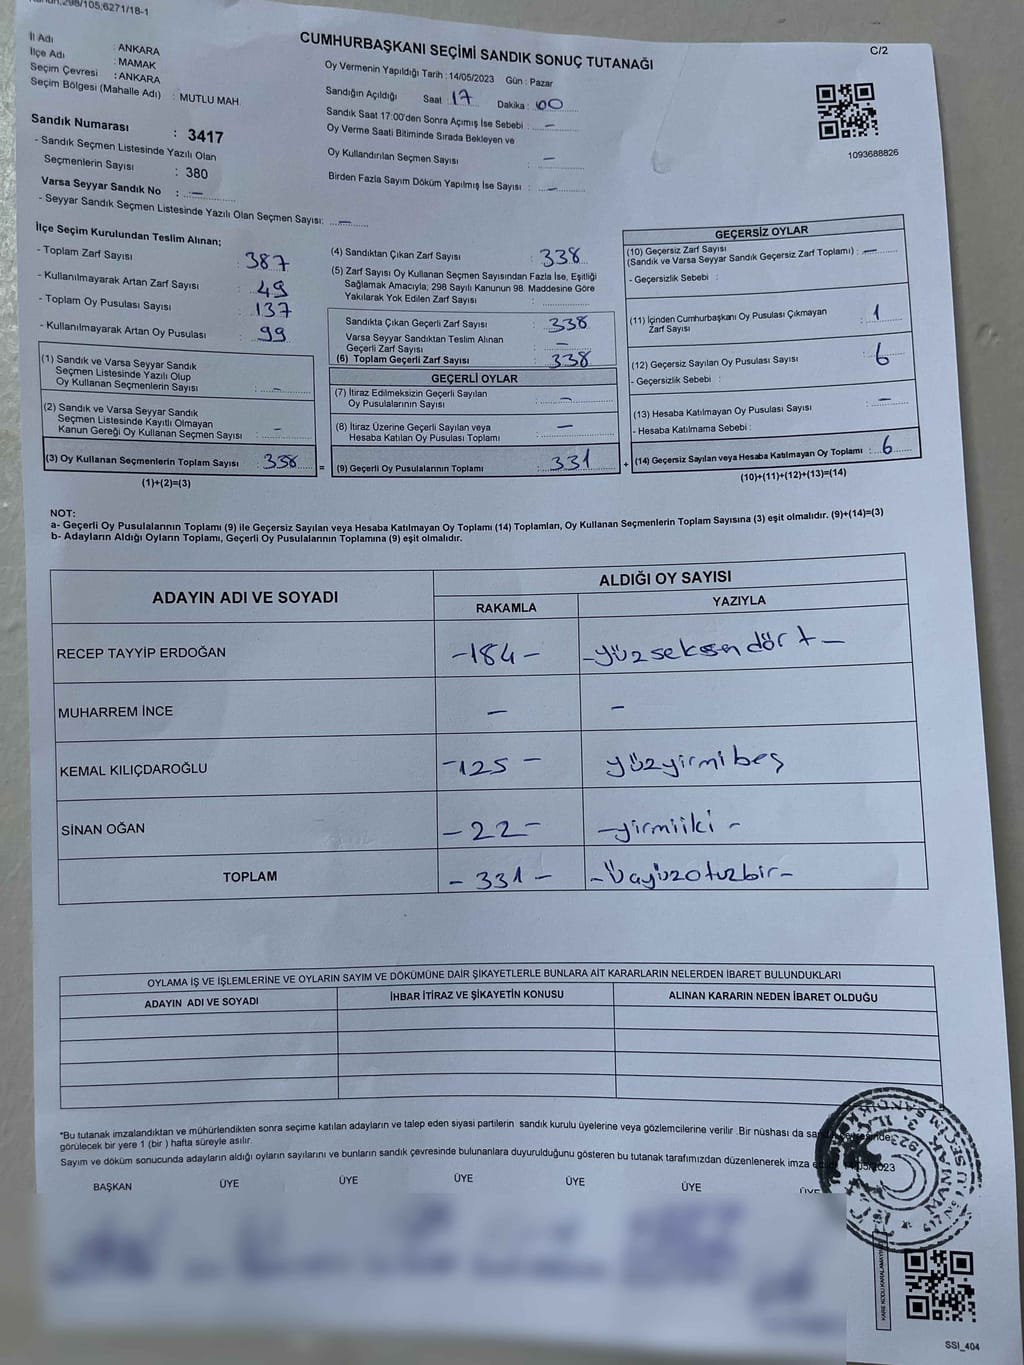 298/105;6271/18-1
C/2
CUMHURBAŞKANI SEÇİMİ SANDIK SONUÇ TUTANAĞI
İl Adı : ANKARA
İlçe Adı : MAMAK
Seçim Çevresi : ANKARA
Seçim Bölgesi (Mahalle Adı) : MUTLU MAH.
Sandık Numarası : 3417
- Sandık Seçmen Listesinde Yazılı Olan
Seçmenlerin Sayısı : 380
Varsa Seyyar Sandık No : —
- Seyyar Sandık Seçmen Listesinde Yazılı Olan Seçmen Sayısı: —
Oy Vermenin Yapıldığı Tarih : 14/05/2023 Gün : Pazar
Sandığın Açıldığı Saat 17 Dakika : 00
Sandık Saat 17:00'den Sonra Açımış İse Sebebi : —
Oy Verme Saati Bitiminde Sırada Bekleyen ve
Oy Kullandırılan Seçmen Sayısı —
Birden Fazla Sayım Döküm Yapılmış İse Sayısı : —
1093688826
İlçe Seçim Kurulundan Teslim Alınan;
- Toplam Zarf Sayısı : 387
- Kullanılmayarak Artan Zarf Sayısı : 49
- Toplam Oy Pusulası Sayısı : 137
- Kullanılmayarak Artan Oy Pusulası : 99
(1) Sandık ve Varsa Seyyar Sandık
Seçmen Listesinde Yazılı Olup
Oy Kullanan Seçmenlerin Sayısı : —
(2) Sandık ve Varsa Seyyar Sandık
Seçmen Listesinde Kayıtlı Olmayan
Kanun Gereği Oy Kullanan Seçmen Sayısı : —
(3) Oy Kullanan Seçmenlerin Toplam Sayısı : 338 =
(1)+(2)=(3)
(4) Sandıktan Çıkan Zarf Sayısı : 338
(5) Zarf Sayısı Oy Kullanan Seçmen Sayısından Fazla İse, Eşitliği
Sağlamak Amacıyla; 298 Sayılı Kanunun 98. Maddesine Göre
Yakılarak Yok Edilen Zarf Sayısı :
Sandıkta Çıkan Geçerli Zarf Sayısı : 338
Varsa Seyyar Sandıktan Teslim Alınan
Geçerli Zarf Sayısı : —
(6) Toplam Geçerli Zarf Sayısı : 338
GEÇERLİ OYLAR
(7) İtiraz Edilmeksizin Geçerli Sayılan
Oy Pusulalarının Sayısı : —
(8) İtiraz Üzerine Geçerli Sayılan veya
Hesaba Katılan Oy Pusulası Toplamı : —
(9) Geçerli Oy Pusulalarının Toplamı : 331 +
GEÇERSİZ OYLAR
(10) Geçersiz Zarf Sayısı
(Sandık ve Varsa Seyyar Sandık Geçersiz Zarf Toplamı) : —
- Geçersizlik Sebebi :
(11) İçinden Cumhurbaşkanı Oy Pusulası Çıkmayan
Zarf Sayısı : 1
(12) Geçersiz Sayılan Oy Pusulası Sayısı : 6
- Geçersizlik Sebebi :
(13) Hesaba Katılmayan Oy Pusulası Sayısı : —
- Hesaba Katılmama Sebebi :
(14) Geçersiz Sayılan veya Hesaba Katılmayan Oy Toplamı : 6
(10)+(11)+(12)+(13)=(14)
NOT:
a- Geçerli Oy Pusulalarının Toplamı (9) ile Geçersiz Sayılan veya Hesaba Katılmayan Oy Toplamı (14) Toplamları, Oy Kullanan Seçmenlerin Toplam Sayısına (3) eşit olmalıdır. (9)+(14)=(3)
b- Adayların Aldığı Oyların Toplamı, Geçerli Oy Pusulalarının Toplamına (9) eşit olmalıdır.
ADAYIN ADI VE SOYADI ALDIĞI OY SAYISI
RAKAMLA YAZIYLA
RECEP TAYYİP ERDOĞAN -184- -yüzseksendört-
MUHARREM İNCE — —
KEMAL KILIÇDAROĞLU -125- yüzyirmibeş
SİNAN OĞAN -22- -yirmiiki-
TOPLAM -331- -Üçyüzotuzbir-
OYLAMA İŞ VE İŞLEMLERİNE VE OYLARIN SAYIM VE DÖKÜMÜNE DAİR ŞİKAYETLERLE BUNLARA AİT KARARLARIN NELERDEN İBARET BULUNDUKLARI
ADAYIN ADI VE SOYADI İHBAR İTİRAZ VE ŞİKAYETİN KONUSU ALINAN KARARIN NEDEN İBARET OLDUĞU
*Bu tutanak imzalandıktan ve mühürlendikten sonra seçime katılan adayların ve talep eden siyasi partilerin sandık kurulu üyelerine veya gözlemcilerine verilir .Bir nüshası da
görülecek bir yere 1 (bir ) hafta süreyle asılır.
Sayım ve döküm sonucunda adayların aldığı oyların sayılarını ve bunların sandık çevresinde bulunanlara duyurulduğunu gösteren bu tutanak tarafımızdan düzenlenerek imza
BAŞKAN ÜYE ÜYE ÜYE ÜYE ÜYE ÜYE
SSI_404